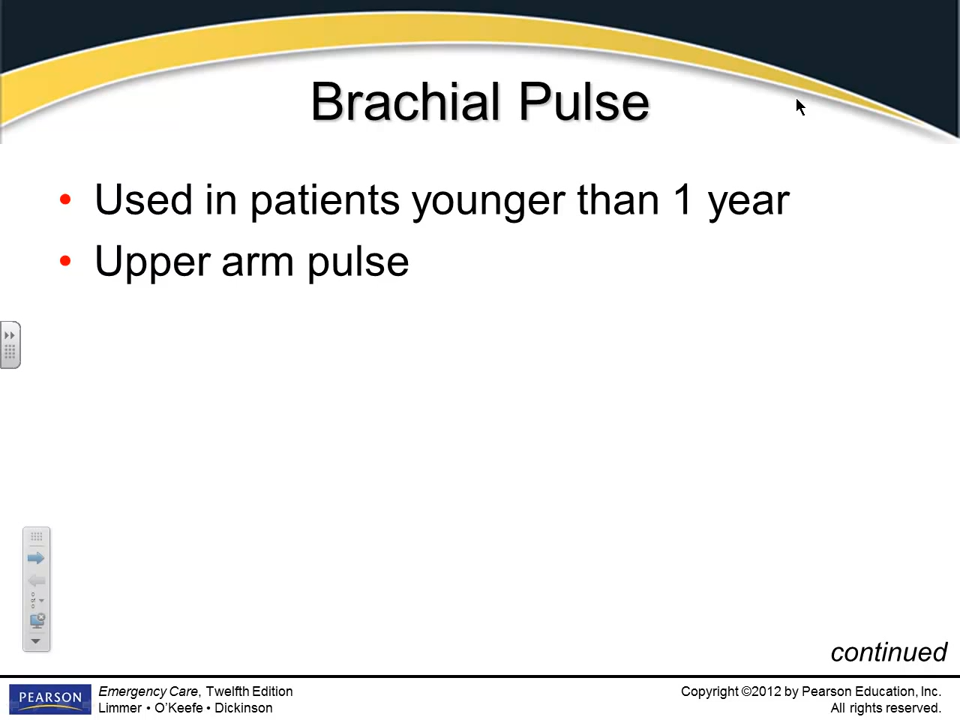 Brachial Pulse
• Used in patients younger than 1 year
• Upper arm pulse
continued
PEARSON
Emergency Care, Twelfth Edition
Limmer • O’Keefe • Dickinson
Copyright ©2012 by Pearson Education, Inc.
All rights reserved.